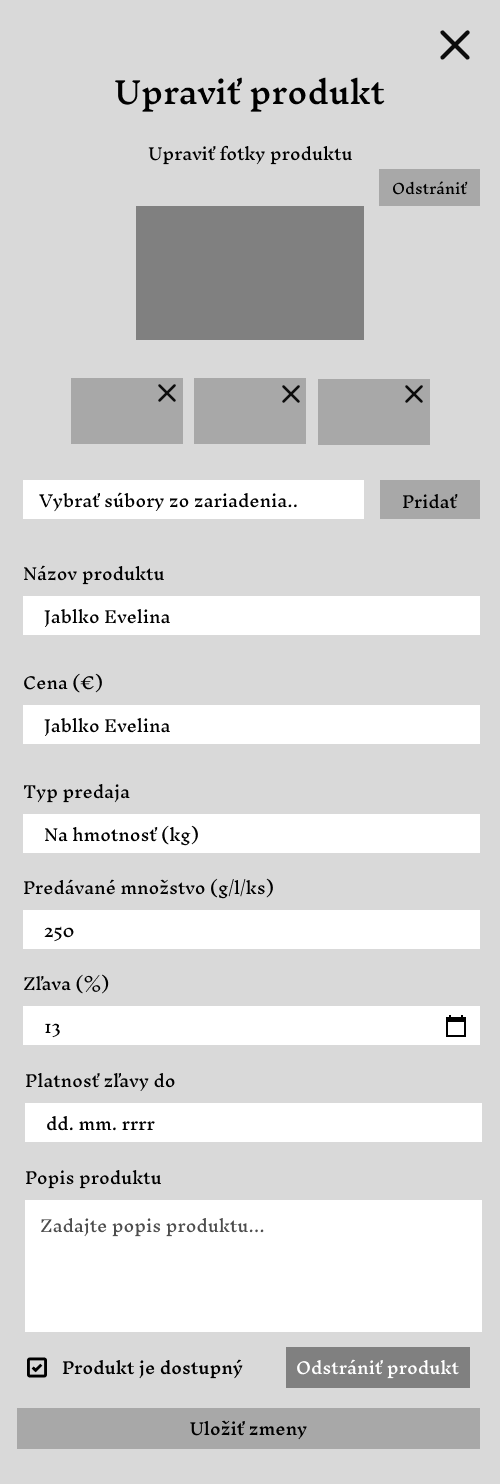 Upraviť produkt
Upraviť fotky produktu
Odstrániť
Vybrať súbory zo zariadenia..
Pridať
Názov produktu
Jablko Evelina
Cena (€)
Jablko Evelina
Typ predaja
Na hmotnosť (kg)
Predávané množstvo (g/l/ks)
250
Zľava (%)
13
Platnosť zľavy do
dd. mm. rrrr
Popis produktu
Zadajte popis produktu...
Produkt je dostupný
Odstrániť produkt
Uložiť zmeny